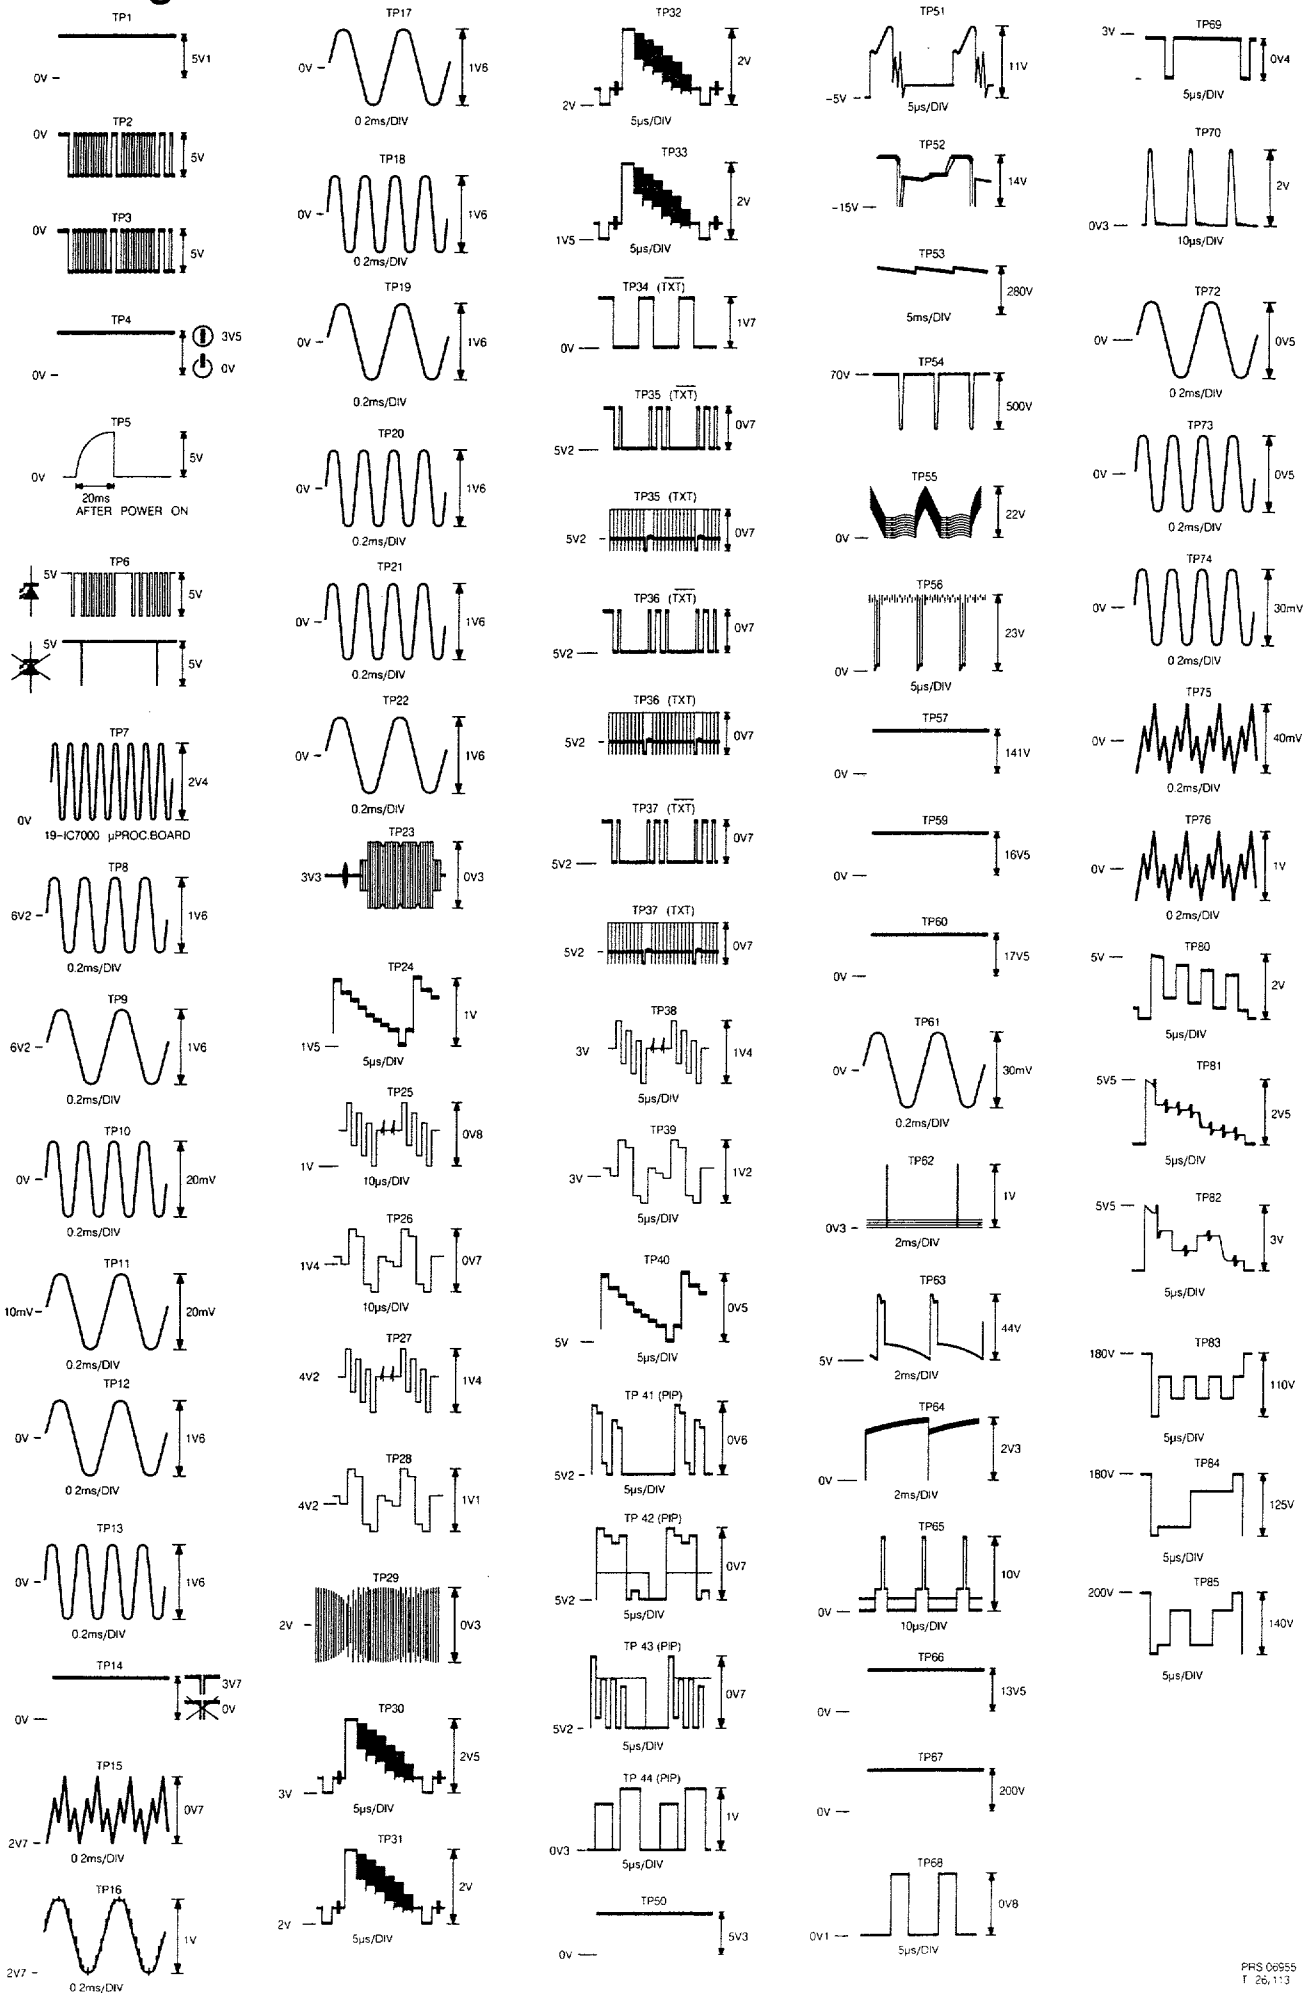 TP1
5V1
0V
TP2
0V
5V
TP3
0V
5V
TP4
3V5
0V
0V
TP5
5V
0V
20ms
AFTER POWER ON
TP6
5V
5V
5V
5V
TP7
2V4
0V
19-IC7000 µPROC.BOARD
TP8
6V2
1V6
0.2ms/DIV
TP9
6V2
1V6
0.2ms/DIV
TP10
0V
20mV
0.2ms/DIV
TP11
10mV
20mV
0.2ms/DIV
TP12
0V
1V6
0.2ms/DIV
TP13
0V
1V6
0.2ms/DIV
TP14
3V7
0V
0V
TP15
0V7
2V7
0.2ms/DIV
TP16
1V
2V7
0.2ms/DIV
TP17
0V
1V6
0.2ms/DIV
TP18
0V
1V6
0.2ms/DIV
TP19
0V
1V6
0.2ms/DIV
TP20
0V
1V6
0.2ms/DIV
TP21
0V
1V6
0.2ms/DIV
TP22
0V
1V6
0.2ms/DIV
TP23
3V3
0V3
TP24
1V
1V5
5µs/DIV
TP25
0V8
1V
10µs/DIV
TP26
1V4
0V7
10µs/DIV
TP27
4V2
1V4
TP28
4V2
1V1
TP29
2V
0V3
TP30
2V5
3V
5µs/DIV
TP31
2V
2V
5µs/DIV
TP32
2V
2V
5µs/DIV
TP33
2V
1V5
5µs/DIV
TP34 (TXT)
1V7
0V
TP35 (TXT)
0V7
5V2
TP35 (TXT)
5V2
0V7
TP36 (TXT)
0V7
5V2
TP36 (TXT)
5V2
0V7
TP37 (TXT)
0V7
5V2
TP37 (TXT)
5V2
0V7
TP38
3V
1V4
5µs/DIV
TP39
3V
1V2
5µs/DIV
TP40
0V5
5V
5µs/DIV
TP 41 (PIP)
0V6
5V2
5µs/DIV
TP 42 (PIP)
0V7
5V2
5µs/DIV
TP 43 (PIP)
0V7
5V2
5µs/DIV
TP 44 (PIP)
1V
0V3
5µs/DIV
TP50
5V3
0V
TP51
11V
-5V
5µs/DIV
TP52
14V
-15V
TP53
280V
5ms/DIV
TP54
70V
500V
TP55
22V
0V
TP56
23V
0V
5µs/DIV
TP57
141V
0V
TP59
16V5
0V
TP60
17V5
0V
TP61
0V
30mV
0.2ms/DIV
TP62
1V
0V3
2ms/DIV
TP63
44V
5V
2ms/DIV
TP64
2V3
0V
2ms/DIV
TP65
10V
0V
10µs/DIV
TP66
13V5
0V
TP67
200V
0V
TP68
0V8
0V1
5µs/DIV
TP69
3V
0V4
5µs/DIV
TP70
2V
0V3
10µs/DIV
TP72
0V
0V5
0.2ms/DIV
TP73
0V
0V5
0.2ms/DIV
TP74
0V
30mV
0.2ms/DIV
TP75
0V
40mV
0.2ms/DIV
TP76
0V
1V
0.2ms/DIV
TP80
5V
2V
5µs/DIV
TP81
5V5
2V5
5µs/DIV
TP82
5V5
3V
5µs/DIV
TP83
180V
110V
5µs/DIV
TP84
180V
125V
5µs/DIV
TP85
200V
140V
5µs/DIV
PRS 06955
T 26,113